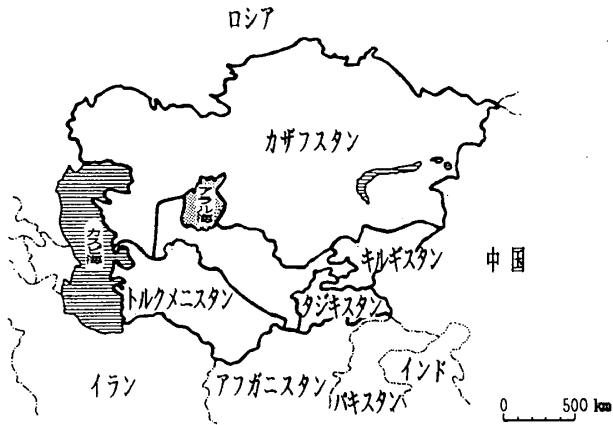 ロシア
カザフスタン
アラル海
カスピ海
キルギスタン
中国
トルクメニスタン
タジキスタン
イラン
アフガニスタン
パキスタン
インド
0 500 km